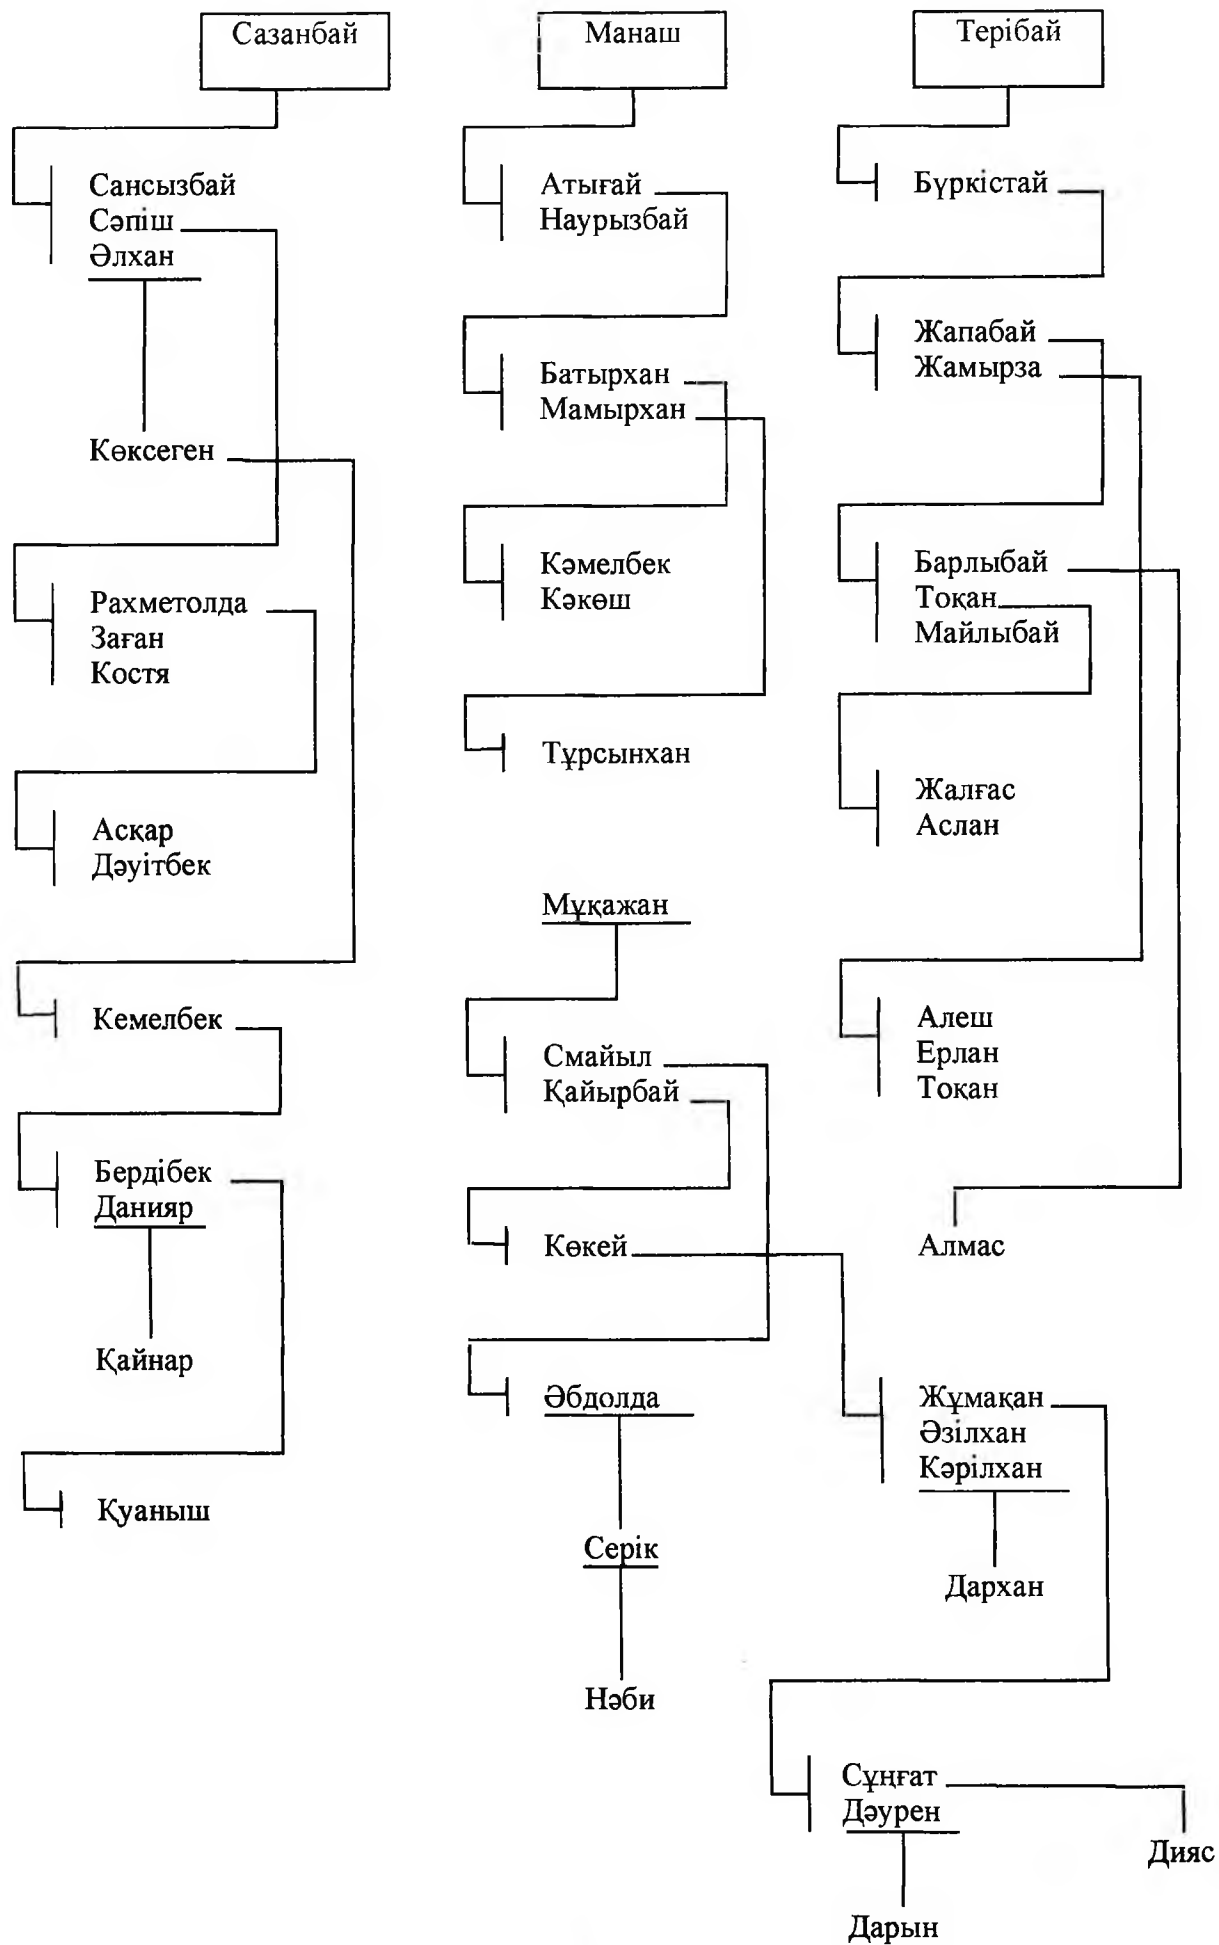 Сазанбай
Сансызбай
Сәпіш
Әлхан
Көксеген
Рахметолда
Заған
Костя
Асқар
Дәуітбек
Кемелбек
Бердібек
Данияр
Қайнар
Қуаныш
Манаш
Атығай
Наурызбай
Батырхан
Мамырхан
Кәмелбек
Кәкөш
Тұрсынхан
Мұқажан
Смайыл
Қайырбай
Көкей
Әбдолда
Серік
Нәби
Терібай
Бүркістай
Жапабай
Жамырза
Барлыбай
Тоқан
Майлыбай
Жалғас
Аслан
Алеш
Ерлан
Тоқан
Алмас
Жұмақан
Әзілхан
Кәрілхан
Дархан
Сұңғат
Дәурен
Дияс
Дарын